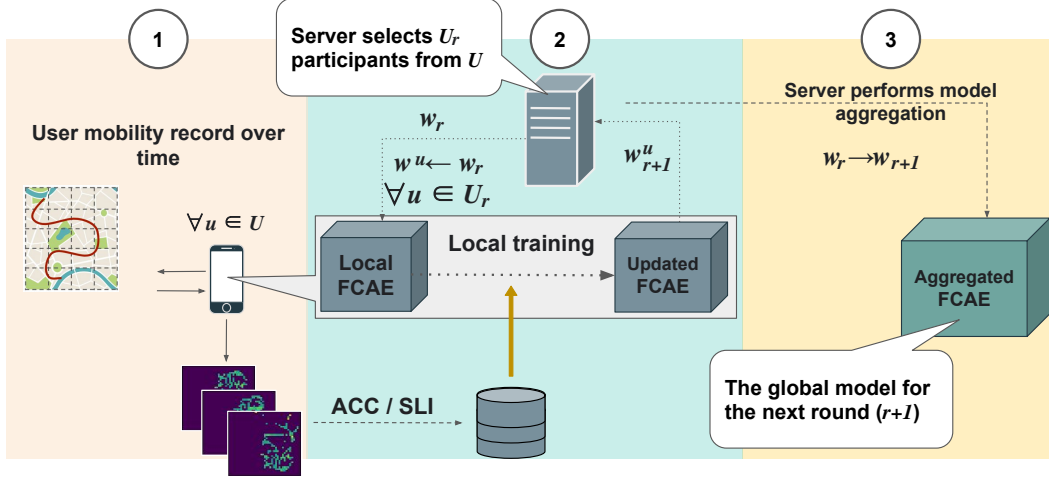 1
User mobility record over
time
∀u ∈ U
2
Server selects U_r
participants from U
w_r
w^u ← w_r
∀u ∈ U_r
w^u_{r+1}
Local training
Local
FCAE
Updated
FCAE
ACC / SLI
3
Server performs model
aggregation
w_r → w_{r+1}
Aggregated
FCAE
The global model for
the next round (r+1)